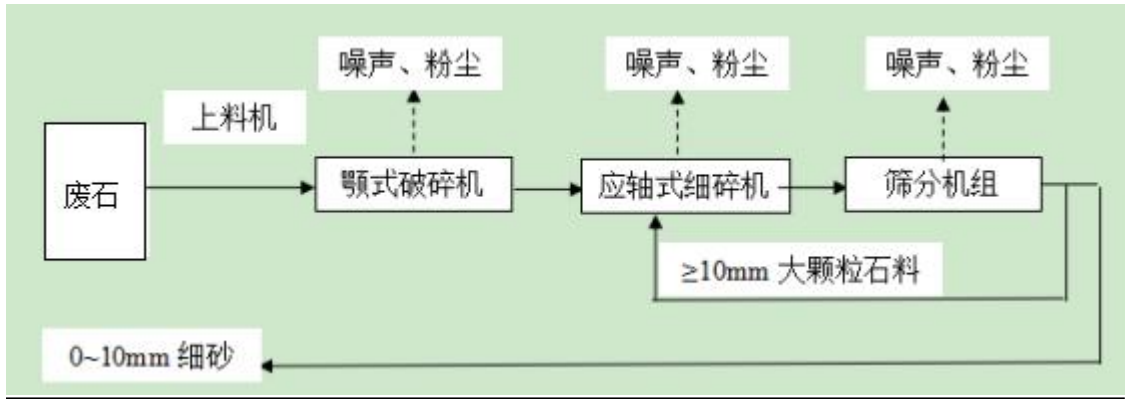 噪声、粉尘
噪声、粉尘
噪声、粉尘
上料机
废石
颚式破碎机
应轴式细碎机
筛分机组
≥10mm 大颗粒石料
0~10mm 细砂